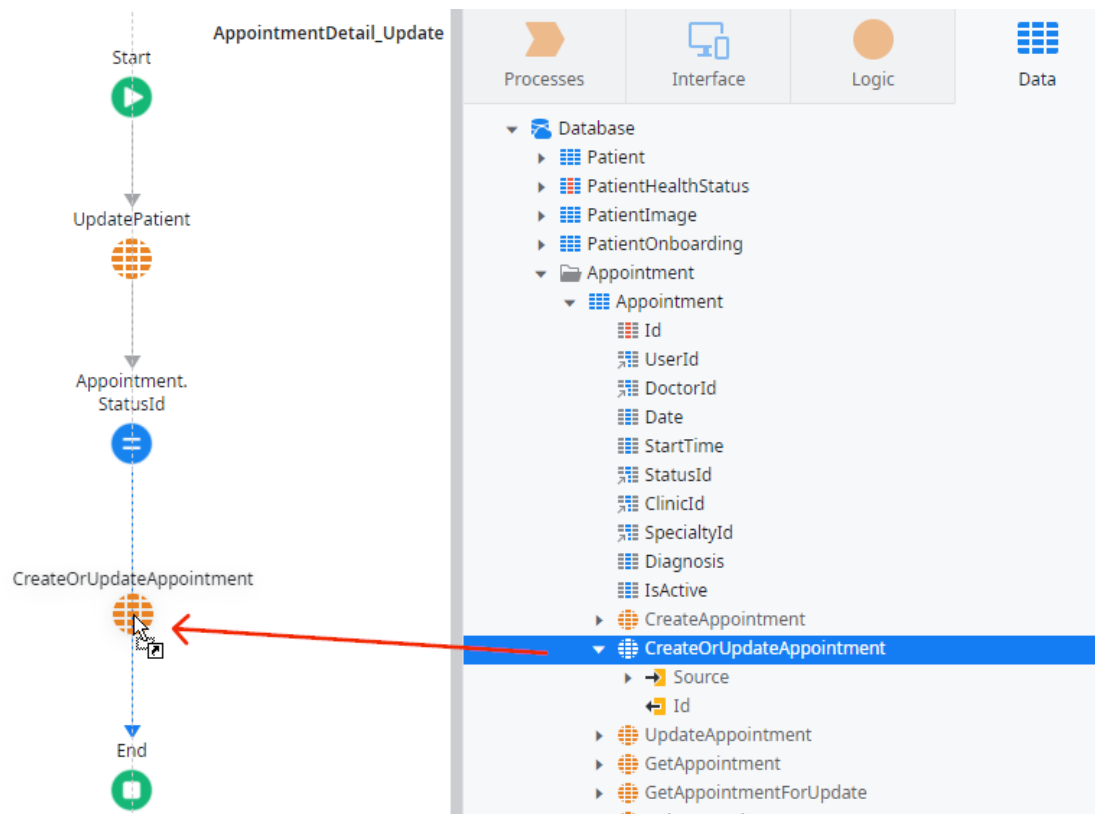 AppointmentDetail_Update
Start
UpdatePatient
Appointment.
StatusId
CreateOrUpdateAppointment
End
Processes
Interface
Logic
Data
Database
Patient
PatientHealthStatus
PatientImage
PatientOnboarding
Appointment
Appointment
Id
UserId
DoctorId
Date
StartTime
StatusId
ClinicId
SpecialtyId
Diagnosis
IsActive
CreateAppointment
CreateOrUpdateAppointment
Source
Id
UpdateAppointment
GetAppointment
GetAppointmentForUpdate